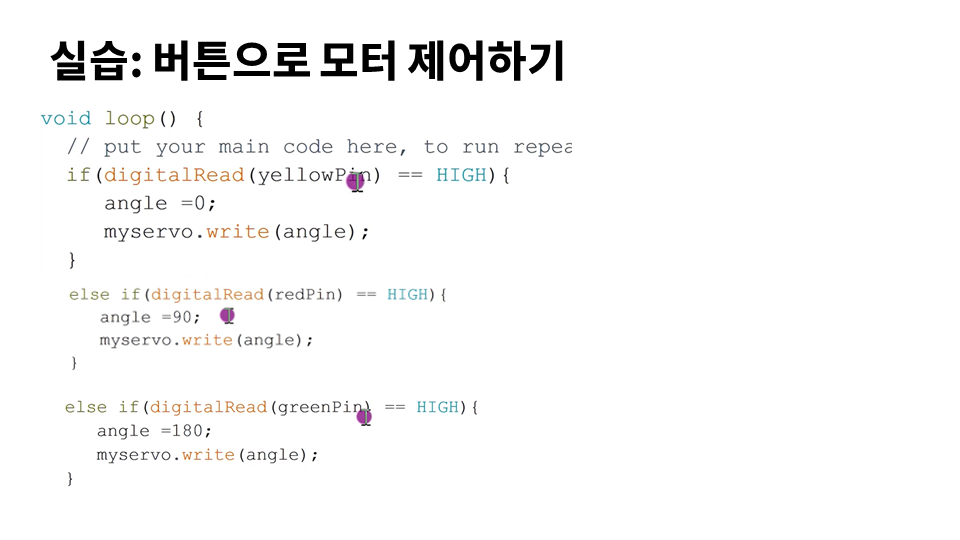 실습: 버튼으로 모터 제어하기
void loop() {
// put your main code here, to run repea
if(digitalRead(yellowPin) == HIGH){
angle =0;
myservo.write(angle);
}
else if(digitalRead(redPin) == HIGH){
angle =90;
myservo.write(angle);
}
else if(digitalRead(greenPin) == HIGH){
angle =180;
myservo.write(angle);
}